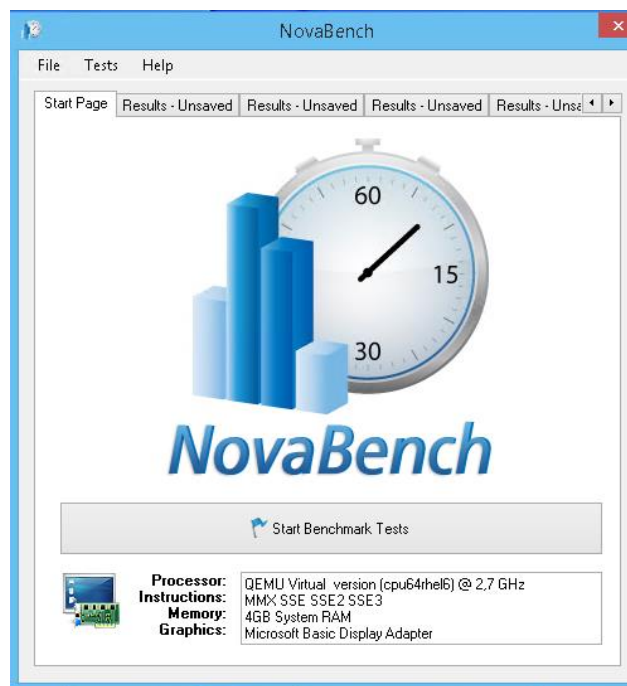 NovaBench
File Tests Help
Start Page Results - Unsaved Results - Unsaved Results - Unsaved Results - Unsa
60
15
30
NovaBench
Start Benchmark Tests
Processor: QEMU Virtual version (cpu64rhel6) @ 2,7 GHz
Instructions: MMX SSE SSE2 SSE3
Memory: 4GB System RAM
Graphics: Microsoft Basic Display Adapter